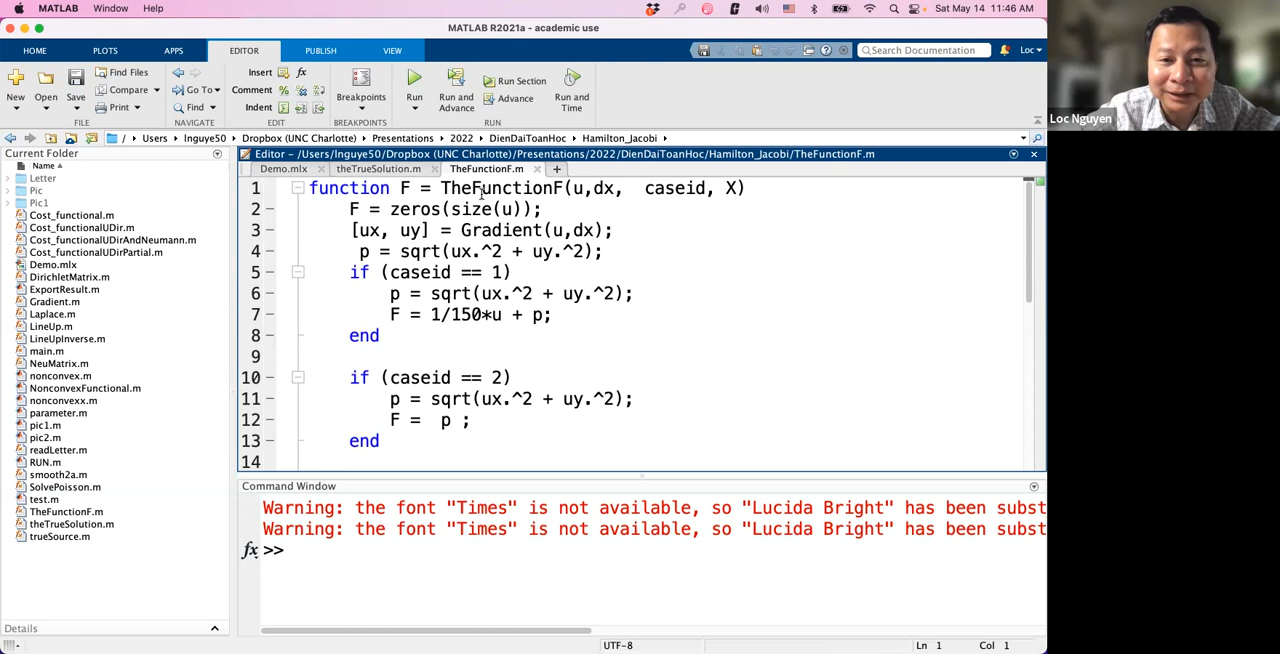 MATLAB Window Help Sat May 14 11:46 AM
MATLAB R2021a - academic use
HOME PLOTS APPS EDITOR PUBLISH VIEW Search Documentation Loc
New Open Save Find Files Compare Print Go To Find Insert Comment Indent Breakpoints Run Run and Advance Run Section Advance Run and Time
FILE NAVIGATE EDIT BREAKPOINTS RUN
Loc Nguyen
/ Users lnguye50 Dropbox (UNC Charlotte) Presentations 2022 DienDaiToanHoc Hamilton_Jacobi
Current Folder
Name
Letter
Pic
Pic1
Cost_functional.m
Cost_functionalUDir.m
Cost_functionalUDirAndNeumann.m
Cost_functionalUDirPartial.m
Demo.mlx
DirichletMatrix.m
ExportResult.m
Gradient.m
Laplace.m
LineUp.m
LineUpInverse.m
main.m
NeuMatrix.m
nonconvex.m
NonconvexFunctional.m
nonconvexx.m
parameter.m
pic1.m
pic2.m
readLetter.m
RUN.m
smooth2a.m
SolvePoisson.m
test.m
TheFunctionF.m
theTrueSolution.m
trueSource.m
Details
Editor - /Users/lnguye50/Dropbox (UNC Charlotte)/Presentations/2022/DienDaiToanHoc/Hamilton_Jacobi/TheFunctionF.m
Demo.mlx theTrueSolution.m TheFunctionF.m
1 function F = TheFunctionF(u,dx, caseid, X)
2 F = zeros(size(u));
3 [ux, uy] = Gradient(u,dx);
4 p = sqrt(ux.^2 + uy.^2);
5 if (caseid == 1)
6 p = sqrt(ux.^2 + uy.^2);
7 F = 1/150*u + p;
8 end
9
10 if (caseid == 2)
11 p = sqrt(ux.^2 + uy.^2);
12 F = p ;
13 end
14
Command Window
Warning: the font "Times" is not available, so "Lucida Bright" has been subst
Warning: the font "Times" is not available, so "Lucida Bright" has been subst
fx >>
UTF-8 Ln 1 Col 1